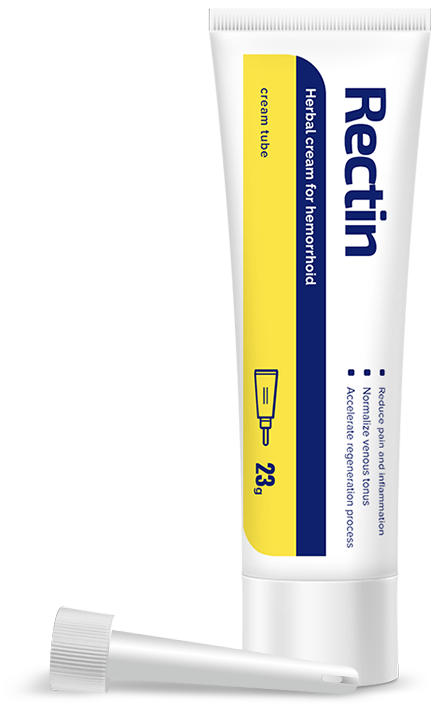 Rectin
Reduce pain and inflammation
Normalize venous tonus
Accelerate regeneration process
Herbal cream for hemorrhoid
cream tube
23g